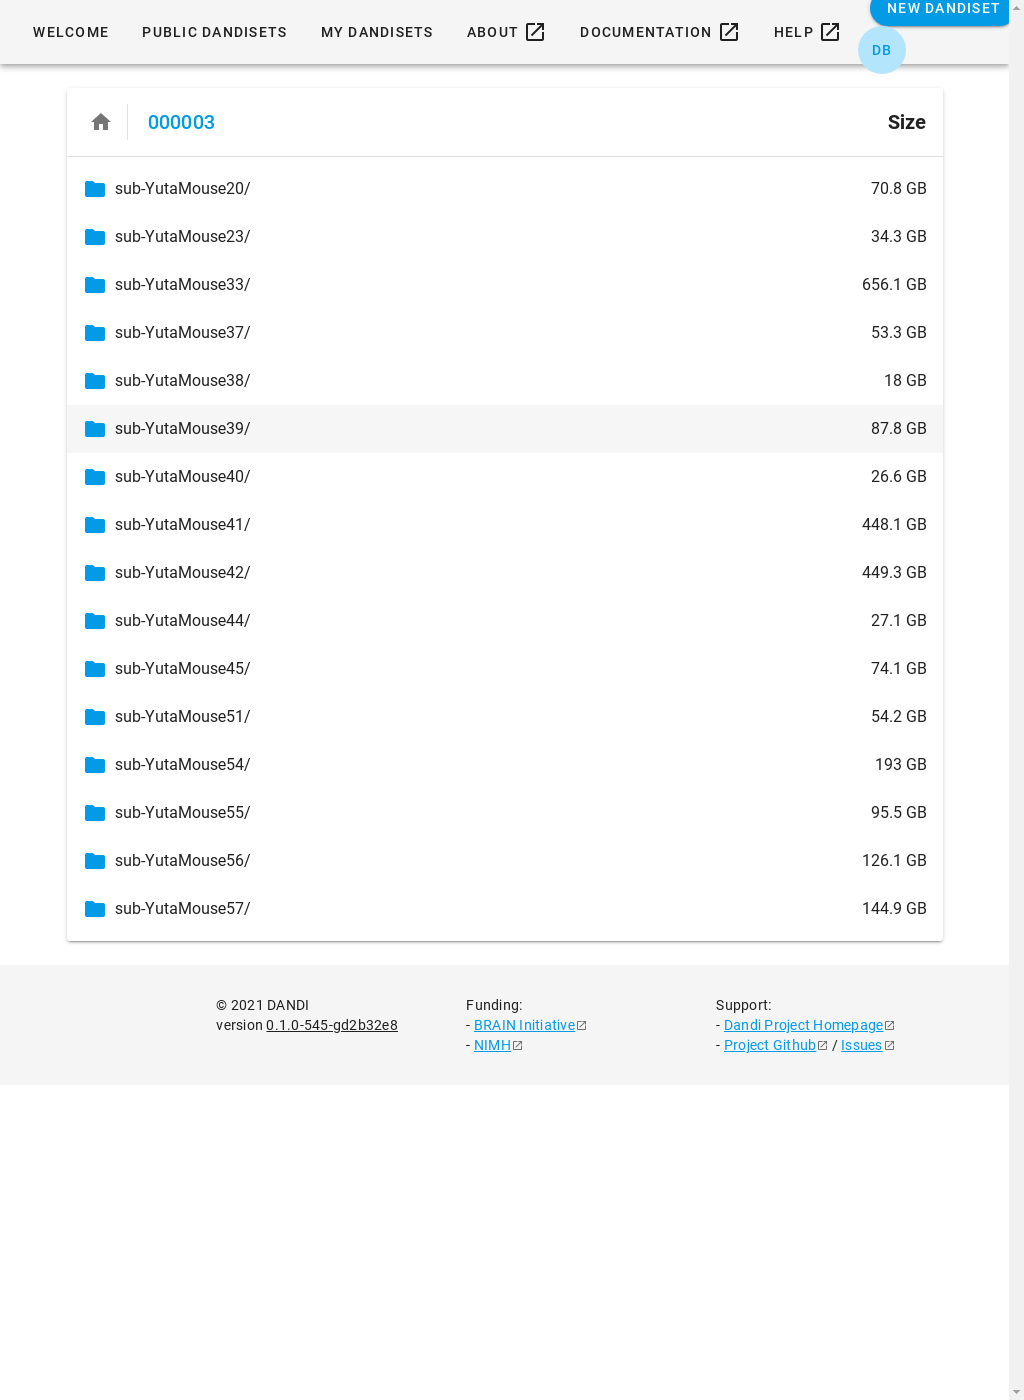 NEW DANDISET
WELCOME PUBLIC DANDISETS MY DANDISETS ABOUT DOCUMENTATION HELP
DB
000003 Size
sub-YutaMouse20/ 70.8 GB
sub-YutaMouse23/ 34.3 GB
sub-YutaMouse33/ 656.1 GB
sub-YutaMouse37/ 53.3 GB
sub-YutaMouse38/ 18 GB
sub-YutaMouse39/ 87.8 GB
sub-YutaMouse40/ 26.6 GB
sub-YutaMouse41/ 448.1 GB
sub-YutaMouse42/ 449.3 GB
sub-YutaMouse44/ 27.1 GB
sub-YutaMouse45/ 74.1 GB
sub-YutaMouse51/ 54.2 GB
sub-YutaMouse54/ 193 GB
sub-YutaMouse55/ 95.5 GB
sub-YutaMouse56/ 126.1 GB
sub-YutaMouse57/ 144.9 GB
© 2021 DANDI
version 0.1.0-545-gd2b32e8
Funding:
- BRAIN Initiative
- NIMH
Support:
- Dandi Project Homepage
- Project Github / Issues